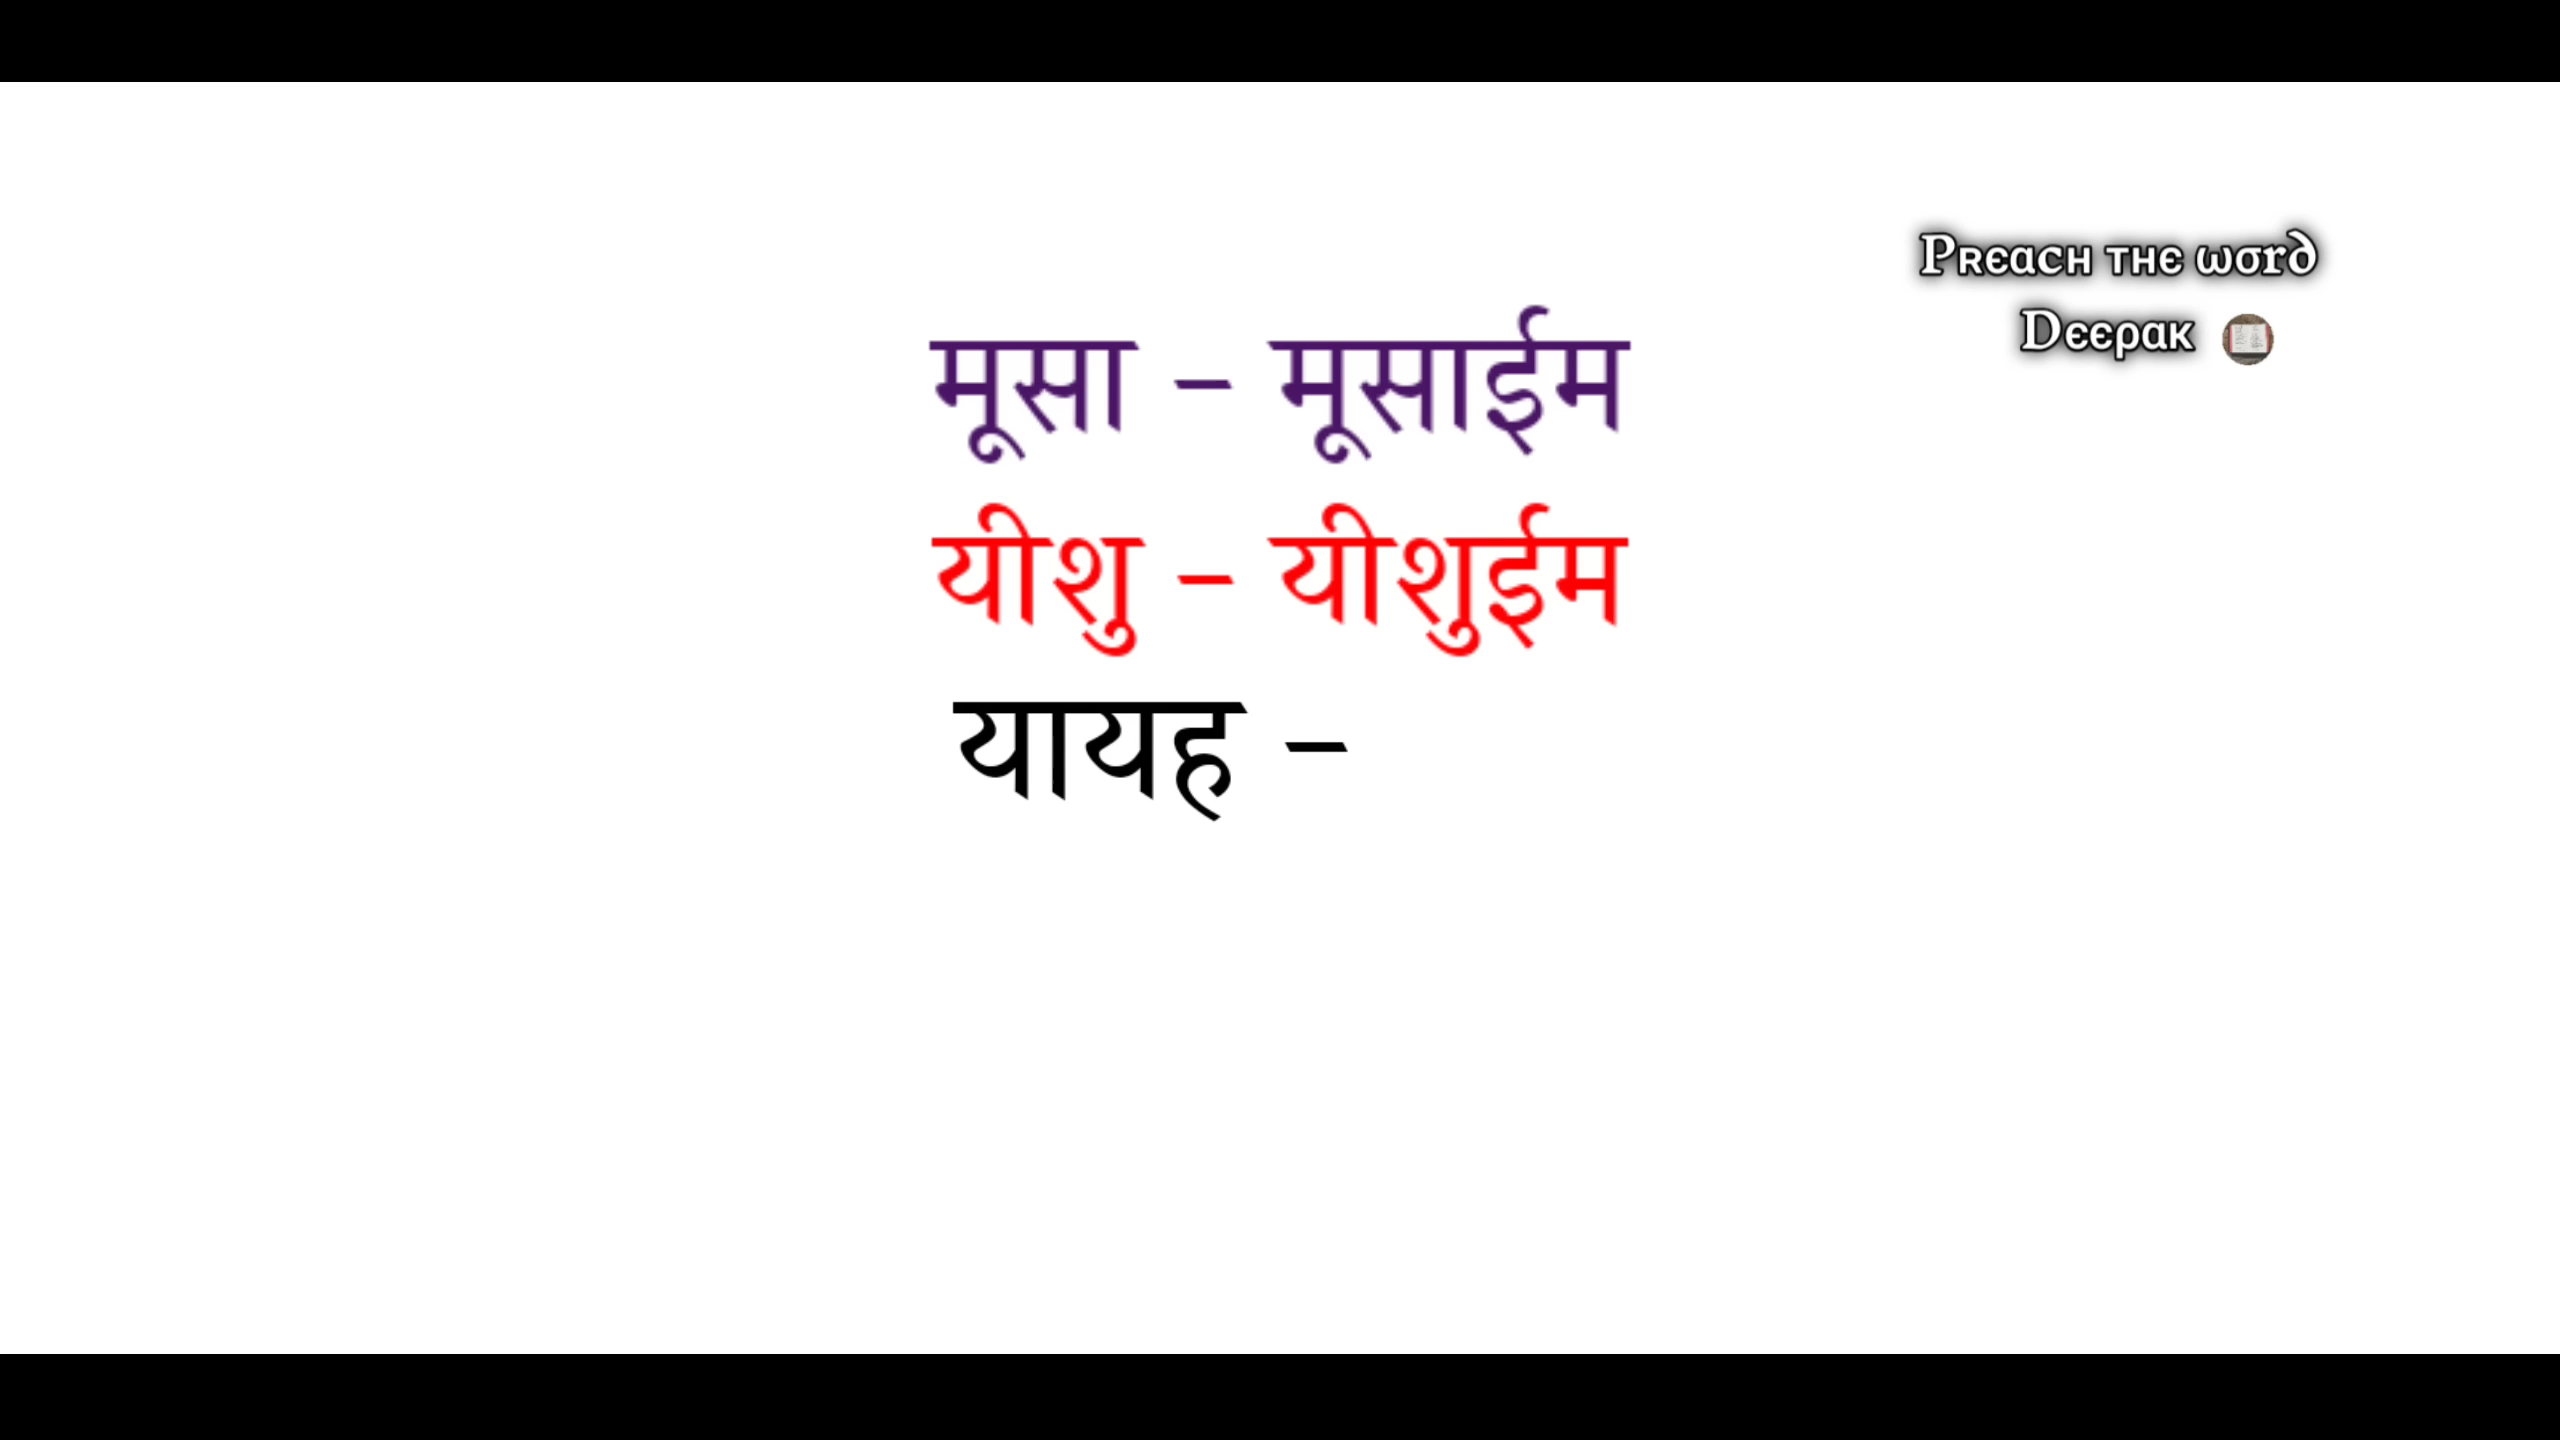 Preach the word
Deepak
मूसा – मूसाईम
यीशु – यीशुईम
यायह –